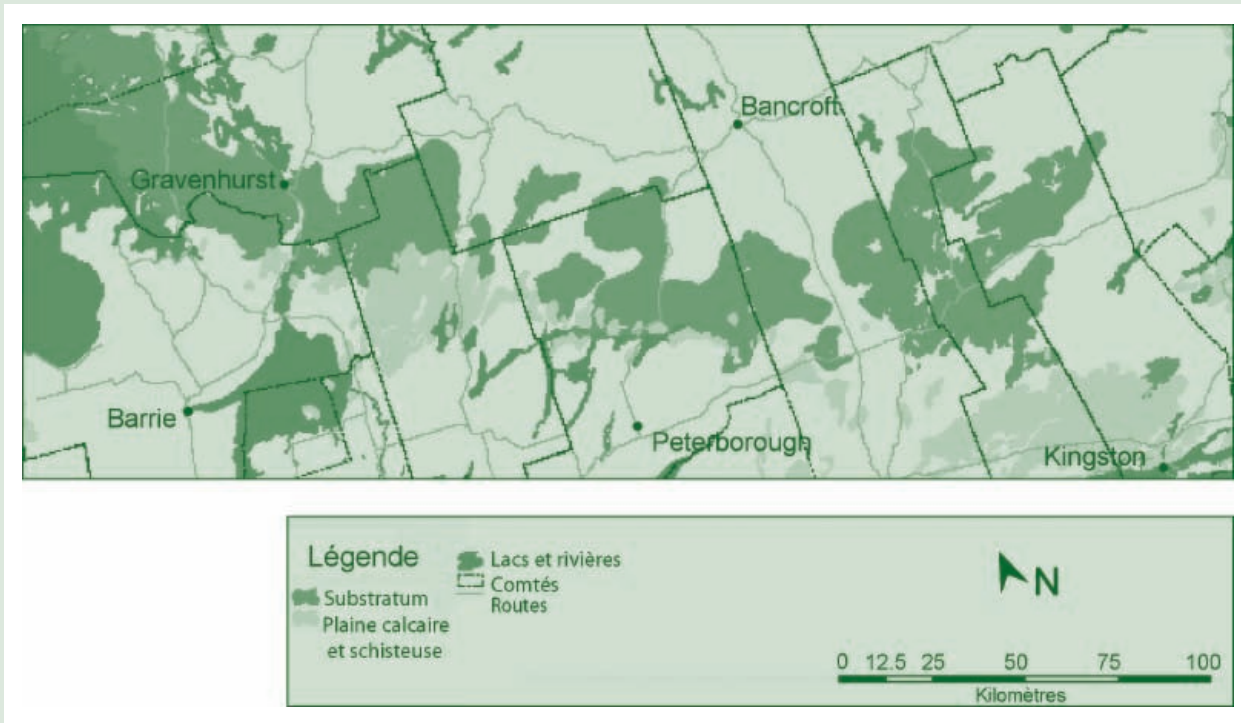 Bancroft
Gravenhurst
Barrie
Peterborough
Kingston
Légende
Substratum
Plaine calcaire
et schisteuse
Lacs et rivières
Comtés
Routes
N
0 12.5 25 50 75 100
Kilomètres